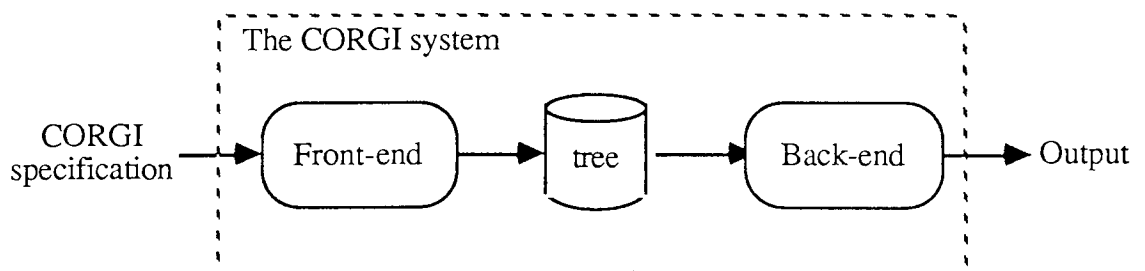 The CORGI system
CORGI
specification
Front-end
tree
Back-end
Output